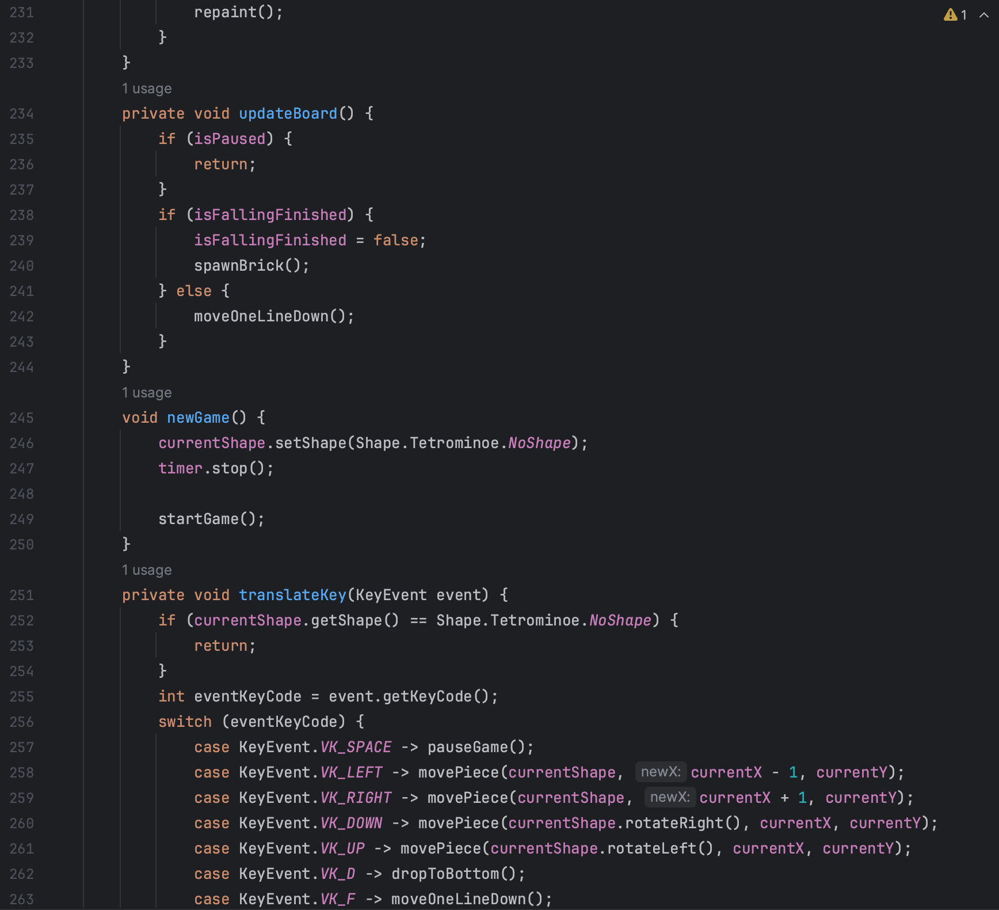 231                repaint();
232            }
233        }
1 usage
234        private void updateBoard() {
235            if (isPaused) {
236                return;
237            }
238            if (isFallingFinished) {
239                isFallingFinished = false;
240                spawnBrick();
241            } else {
242                moveOneLineDown();
243            }
244        }
1 usage
245        void newGame() {
246            currentShape.setShape(Shape.Tetrominoe.NoShape);
247            timer.stop();
248
249            startGame();
250        }
1 usage
251        private void translateKey(KeyEvent event) {
252            if (currentShape.getShape() == Shape.Tetrominoe.NoShape) {
253                return;
254            }
255            int eventKeyCode = event.getKeyCode();
256            switch (eventKeyCode) {
257                case KeyEvent.VK_SPACE -> pauseGame();
258                case KeyEvent.VK_LEFT -> movePiece(currentShape, newX: currentX - 1, currentY);
259                case KeyEvent.VK_RIGHT -> movePiece(currentShape, newX: currentX + 1, currentY);
260                case KeyEvent.VK_DOWN -> movePiece(currentShape.rotateRight(), currentX, currentY);
261                case KeyEvent.VK_UP -> movePiece(currentShape.rotateLeft(), currentX, currentY);
262                case KeyEvent.VK_D -> dropToBottom();
263                case KeyEvent.VK_F -> moveOneLineDown();
1